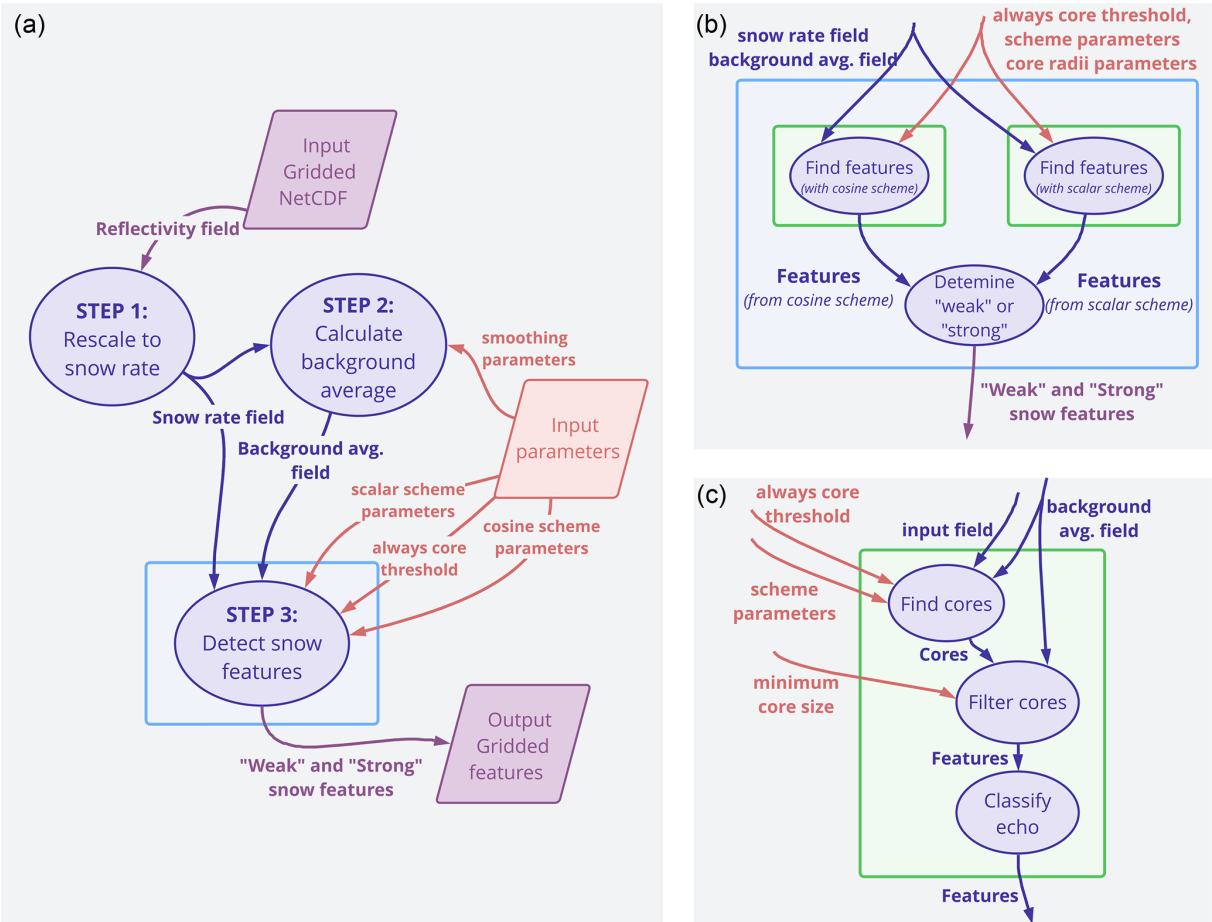 (a)
Input
Gridded
NetCDF
Reflectivity field
STEP 1:
Rescale to
snow rate
STEP 2:
Calculate
background
average
smoothing
parameters
Snow rate field
Background avg.
field
Input
parameters
scalar scheme
parameters
always core
threshold
cosine scheme
parameters
STEP 3:
Detect snow
features
"Weak" and "Strong"
snow features
Output
Gridded
features
(b)
snow rate field
background avg. field
always core threshold,
scheme parameters
core radii parameters
Find features
(with cosine scheme)
Find features
(with scalar scheme)
Features
(from cosine scheme)
Detemine
"weak" or
"strong"
Features
(from scalar scheme)
"Weak" and "Strong"
snow features
(c)
always core
threshold
input field
background
avg. field
scheme
parameters
Find cores
Cores
minimum
core size
Filter cores
Features
Classify
echo
Features